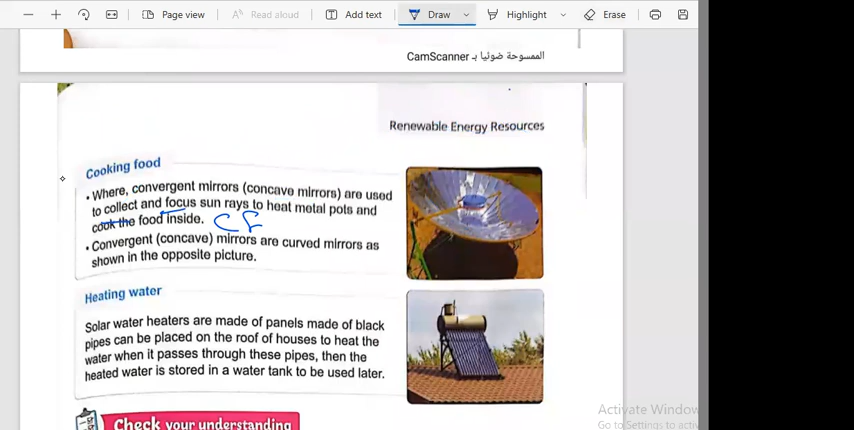 Page view
Read aloud
Add text
Draw
Highlight
Erase
الممسوحة ضوئيا بـ CamScanner
Renewable Energy Resources
Cooking food
• Where, convergent mirrors (concave mirrors) are used
to collect and focus sun rays to heat metal pots and
cook the food inside.
• Convergent (concave) mirrors are curved mirrors as
shown in the opposite picture.
Heating water
Solar water heaters are made of panels made of black
pipes can be placed on the roof of houses to heat the
water when it passes through these pipes, then the
heated water is stored in a water tank to be used later.
Check your understanding
Activate Window
Go to Settings to activ